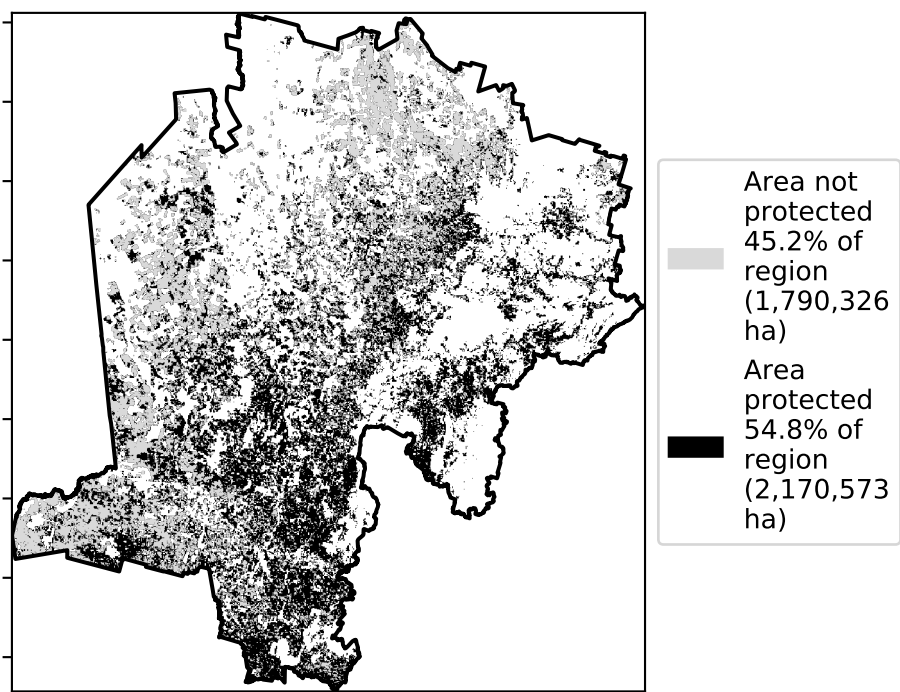 Area not
protected
45.2% of
region
(1,790,326
ha)
Area
protected
54.8% of
region
(2,170,573
ha)